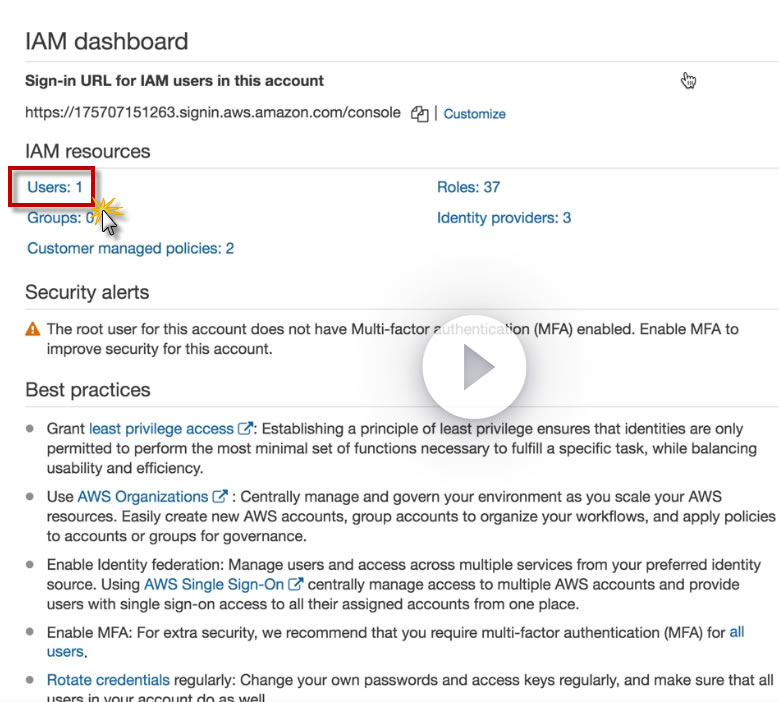 IAM dashboard
Sign-in URL for IAM users in this account
https://175707151263.signin.aws.amazon.com/console | Customize
IAM resources
Users: 1
Roles: 37
Groups: 0
Identity providers: 3
Customer managed policies: 2
Security alerts
The root user for this account does not have Multi-factor authentication (MFA) enabled. Enable MFA to
improve security for this account.
Best practices
Grant least privilege access : Establishing a principle of least privilege ensures that identities are only
permitted to perform the most minimal set of functions necessary to fulfill a specific task, while balancing
usability and efficiency.
Use AWS Organizations : Centrally manage and govern your environment as you scale your AWS
resources. Easily create new AWS accounts, group accounts to organize your workflows, and apply policies
to accounts or groups for governance.
Enable Identity federation: Manage users and access across multiple services from your preferred identity
source. Using AWS Single Sign-On centrally manage access to multiple AWS accounts and provide
users with single sign-on access to all their assigned accounts from one place.
Enable MFA: For extra security, we recommend that you require multi-factor authentication (MFA) for all
users.
Rotate credentials regularly: Change your own passwords and access keys regularly, and make sure that all
users in your account do as well.